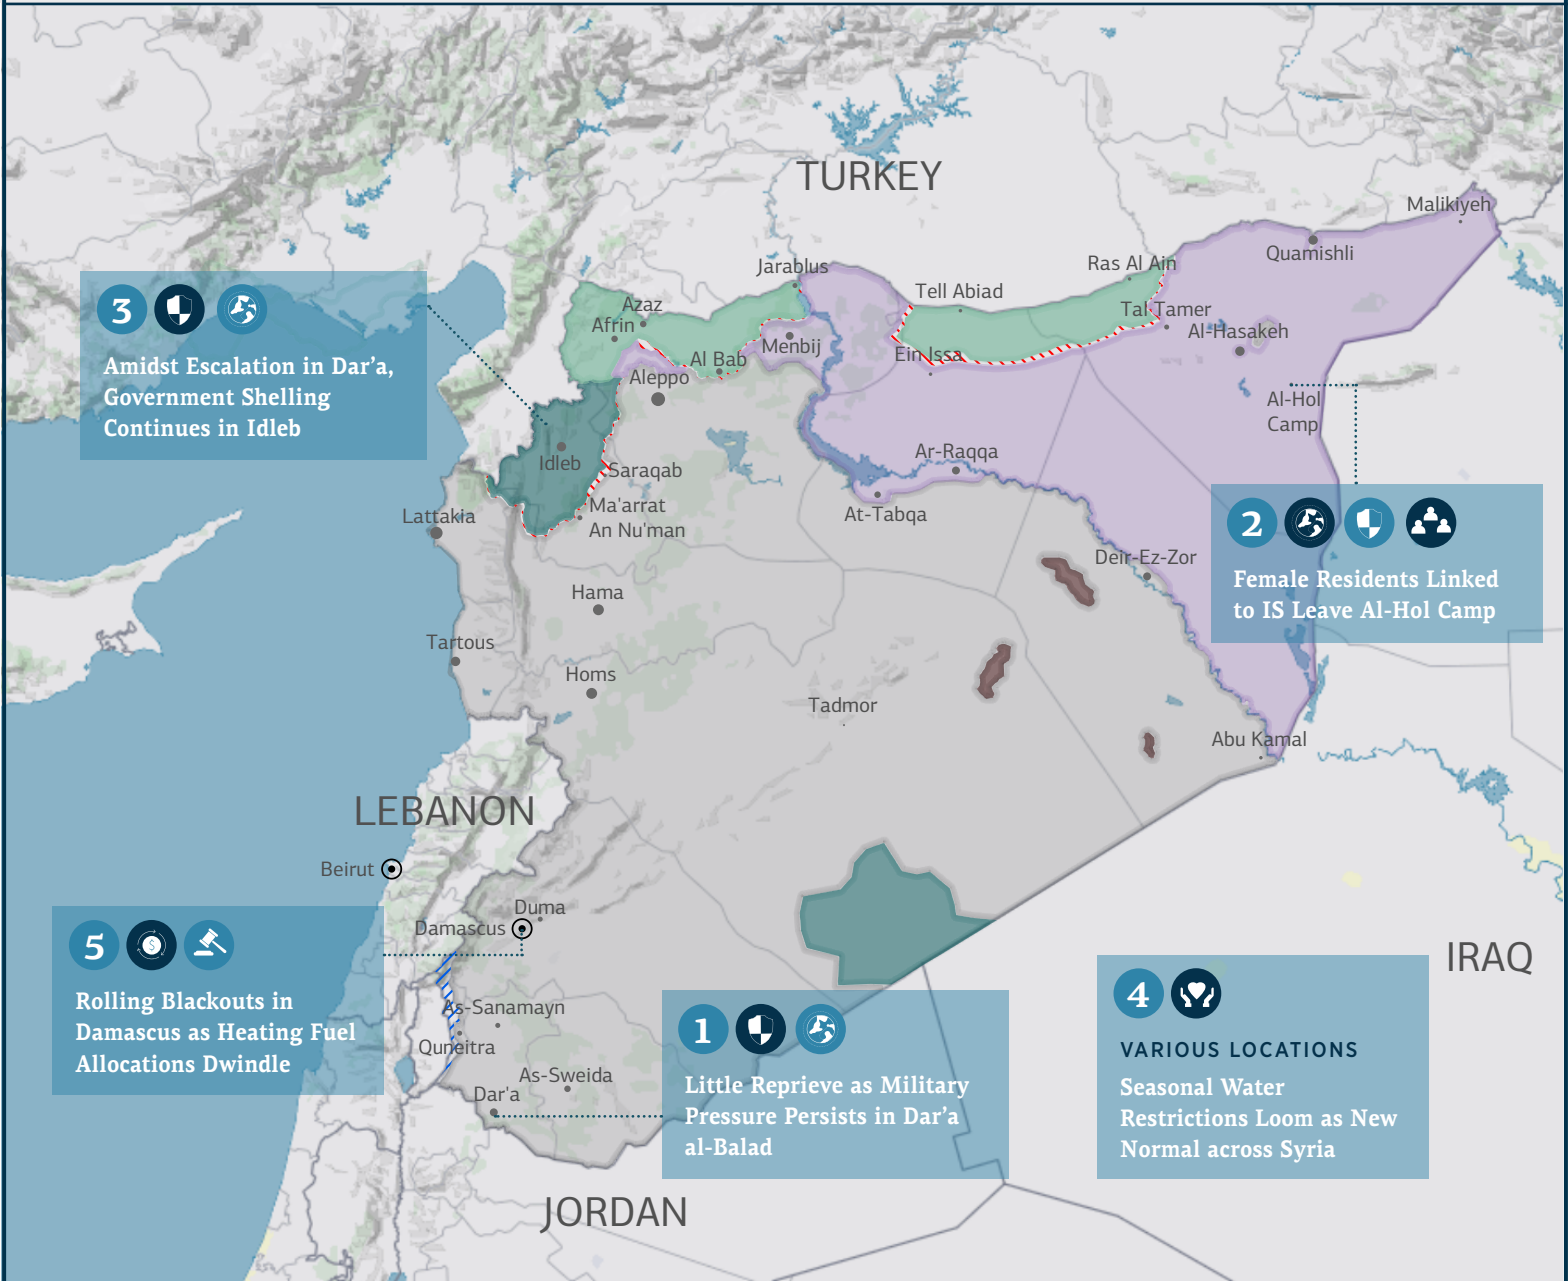 TURKEY
Malikiyeh
Quamishli
Jarablus
Ras Al Ain
Tell Abiad
Azaz
Afrin
Tal Tamer
Al-Hasakeh
Menbij
Ein Issa
Al Bab
Aleppo
Al-Hol
Camp
3
Amidst Escalation in Dar’a,
Government Shelling
Continues in Idleb
Idleb
Saraqab
Ar-Raqqa
Ma'arrat
An Nu'man
At-Tabqa
Lattakia
2
Female Residents Linked
to IS Leave Al-Hol Camp
Deir-Ez-Zor
Hama
Tartous
Homs
Tadmor
Abu Kamal
LEBANON
Beirut
Duma
Damascus
5
Rolling Blackouts in
Damascus as Heating Fuel
Allocations Dwindle
$
IRAQ
As-Sanamayn
Quneitra
As-Sweida
Dar'a
1
Little Reprieve as Military
Pressure Persists in Dar’a
al-Balad
4
VARIOUS LOCATIONS
Seasonal Water
Restrictions Loom as New
Normal across Syria
JORDAN